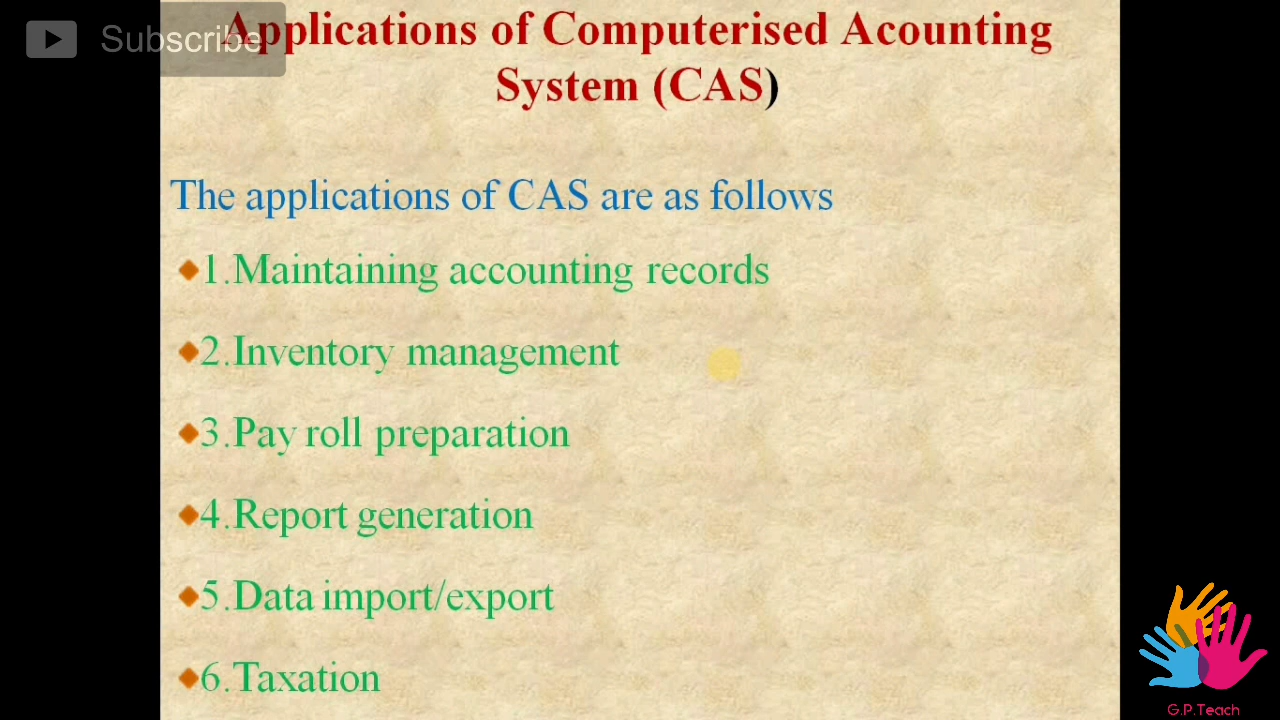 Subscribe
Applications of Computerised Acounting
System (CAS)
The applications of CAS are as follows
1.Maintaining accounting records
2.Inventory management
3.Pay roll preparation
4.Report generation
5.Data import/export
6.Taxation
G.P.Teach